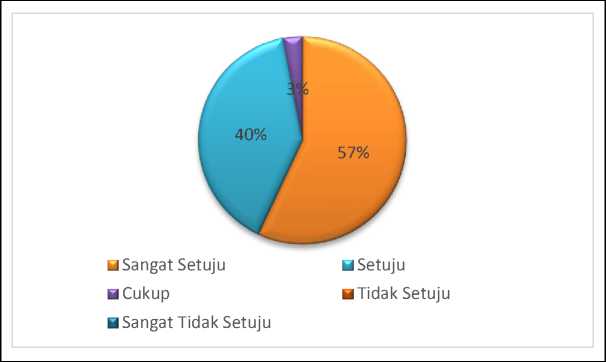 3%
40%
57%
Sangat Setuju
Setuju
Cukup
Tidak Setuju
Sangat Tidak Setuju